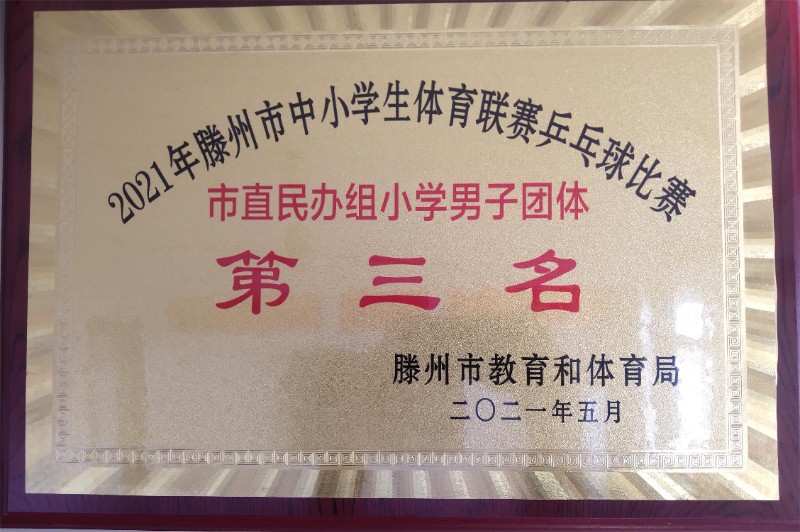 2021年滕州市中小学生体育联赛乒乓球比赛
市直民办组小学男子团体
第三名
滕州市教育和体育局
二〇二一年五月